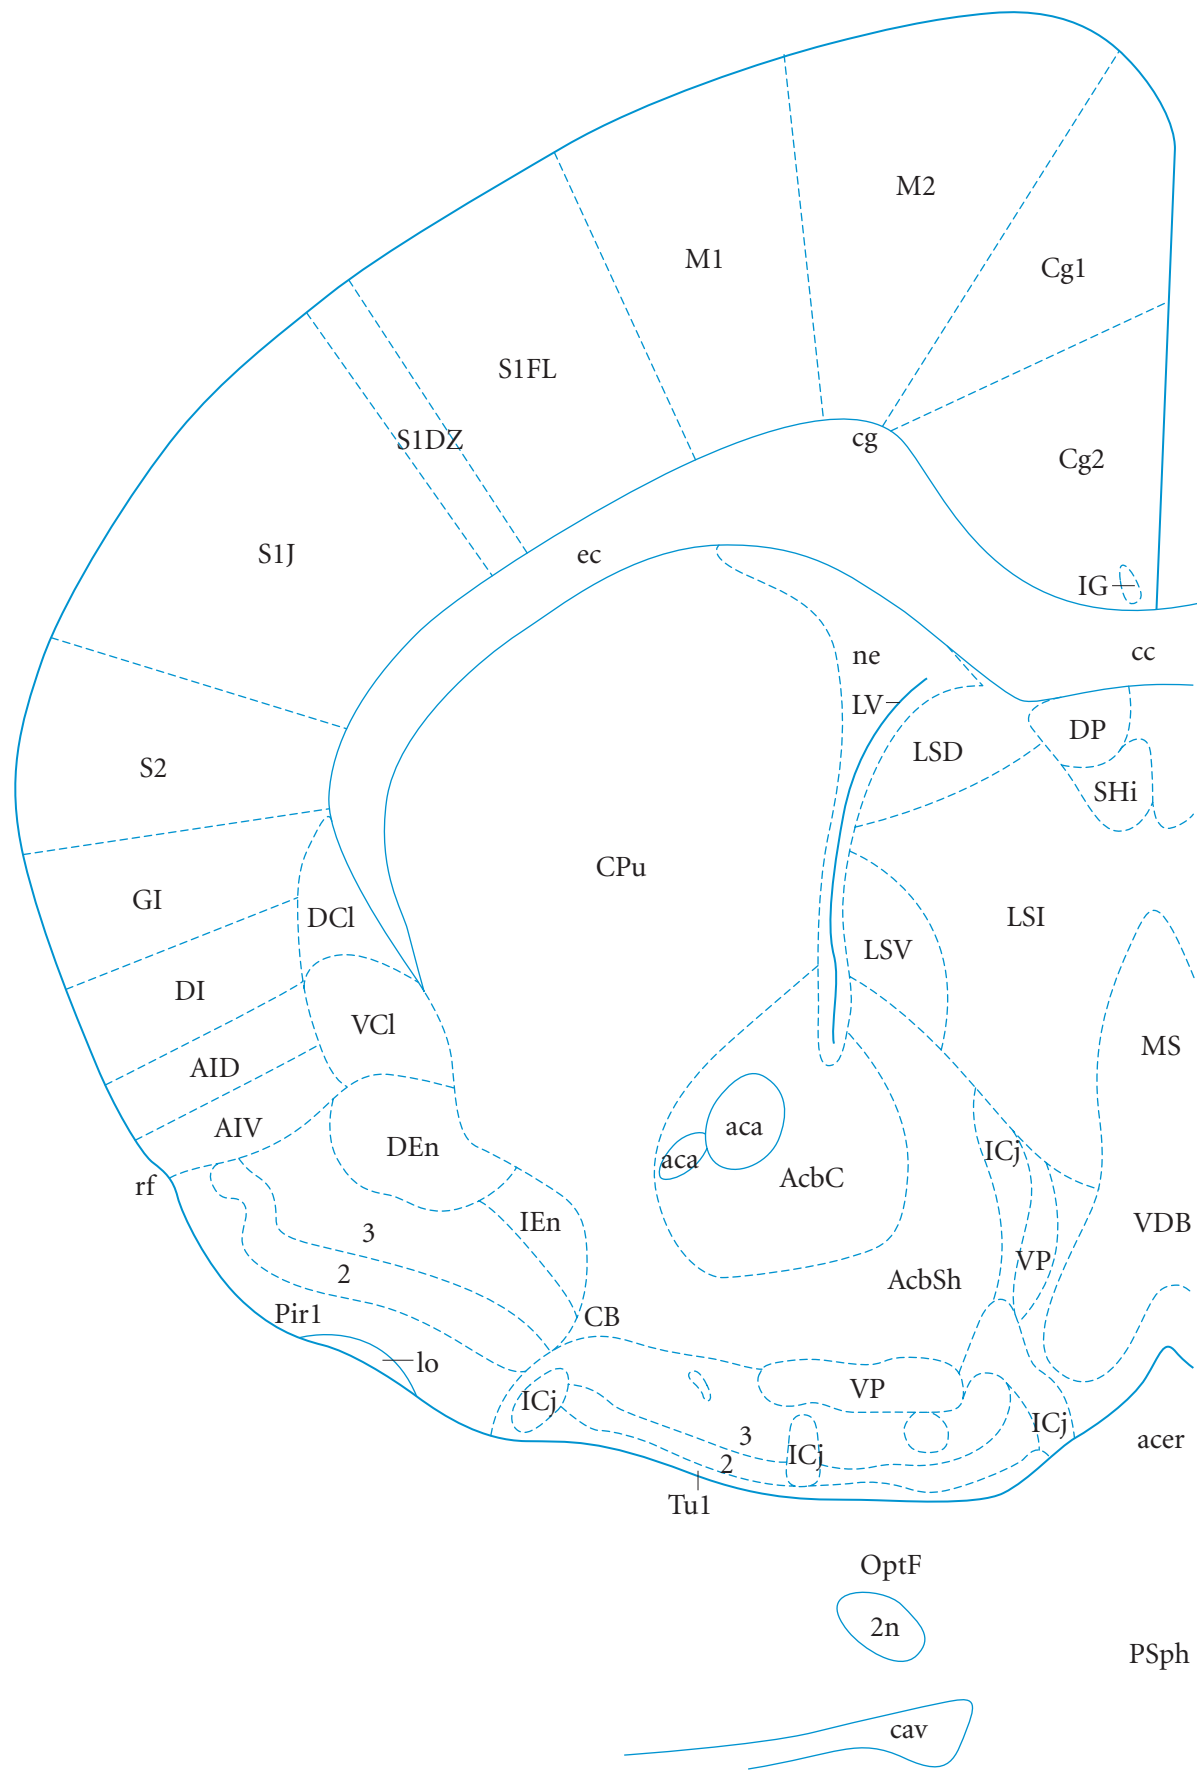 M2
M1
Cg1
S1FL
S1DZ
cg
Cg2
S1J
ec
IG
ne
cc
LV
DP
LSD
S2
SHi
CPu
GI
DCl
LSI
LSV
DI
VCl
MS
AID
AIV
aca
DEn
ICj
aca
AcbC
rf
IEn
VDB
3
VP
2
AcbSh
Pir1
CB
lo
VP
ICj
ICj
3
acer
ICj
2
Tu1
OptF
2n
PSph
cav